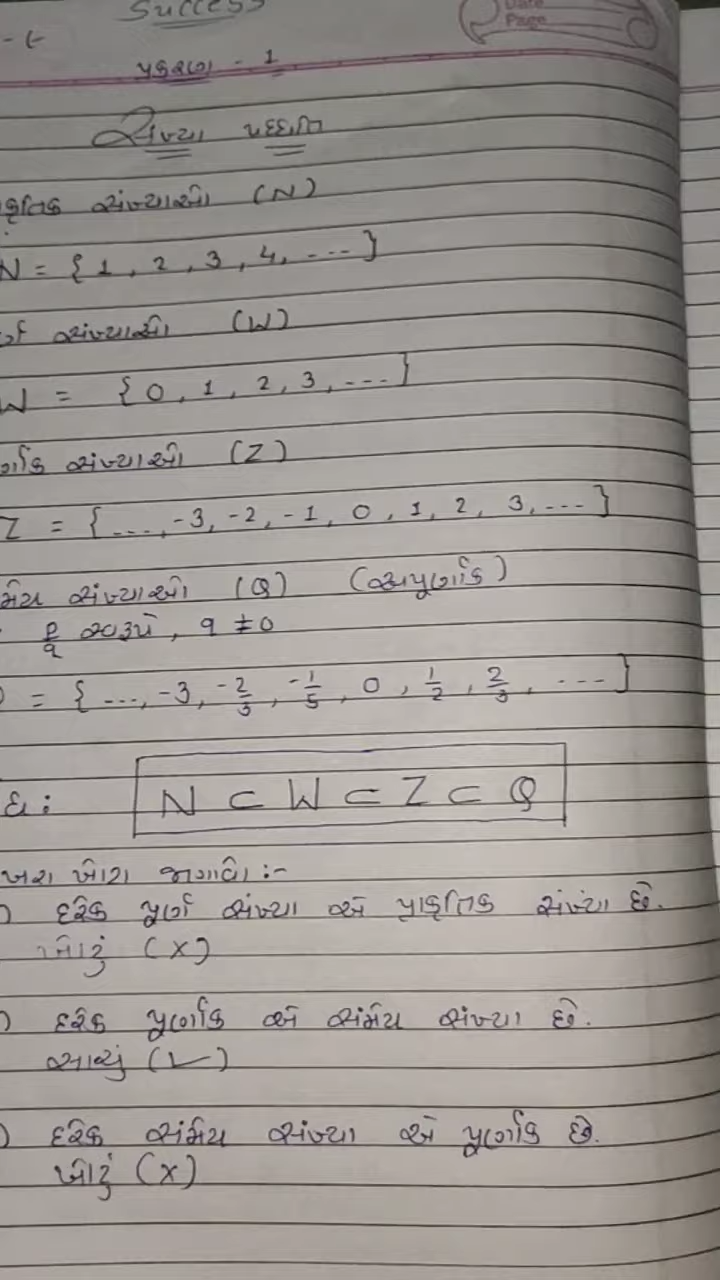 Success
Date
Page
પ્રકરણ - 1
સંખ્યા પદ્ધતિ
કૃતિક સંખ્યાઓ (N)
N = {1, 2, 3, 4, ...}
ર્ણ સંખ્યાઓ (W)
W = {0, 1, 2, 3, ...}
ર્ણાંક સંખ્યાઓ (Z)
Z = {..., -3, -2, -1, 0, 1, 2, 3, ...}
ંમેય સંખ્યાઓ (Q) (અપુર્ણાંક)
p/q સ્વરૂપે, q ≠ 0
= {..., -3, -2/3, -1/5, 0, 1/2, 2/3, ...}
ધ: N ⊂ W ⊂ Z ⊂ Q
ખરા ખોટા જણાવો :-
) દરેક પુર્ણ સંખ્યા એ પ્રાકૃતિક સંખ્યા છે.
ખોટું (X)
) દરેક પુર્ણાંક એ સંમેય સંખ્યા છે.
સાચું (✓)
) દરેક સંમેય સંખ્યા એ પુર્ણાંક છે.
ખોટું (X)